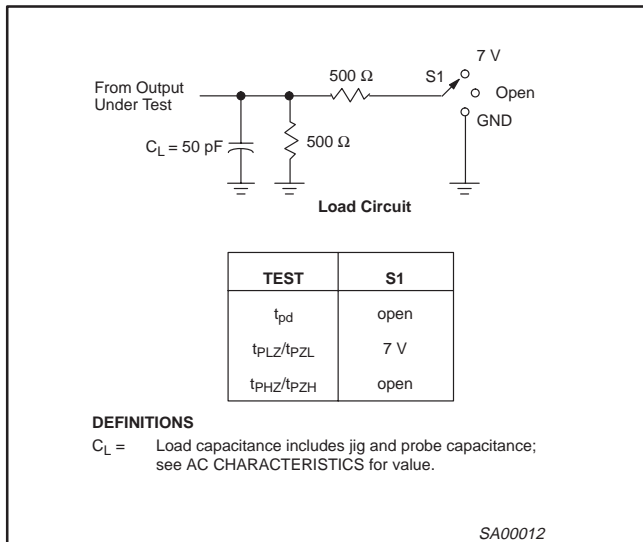 7 V
500 Ω
S1
From Output
Under Test
Open
GND
C_L = 50 pF
500 Ω
Load Circuit
TEST S1
t_pd open
t_PLZ/t_PZL 7 V
t_PHZ/t_PZH open
DEFINITIONS
C_L = Load capacitance includes jig and probe capacitance;
see AC CHARACTERISTICS for value.
SA00012